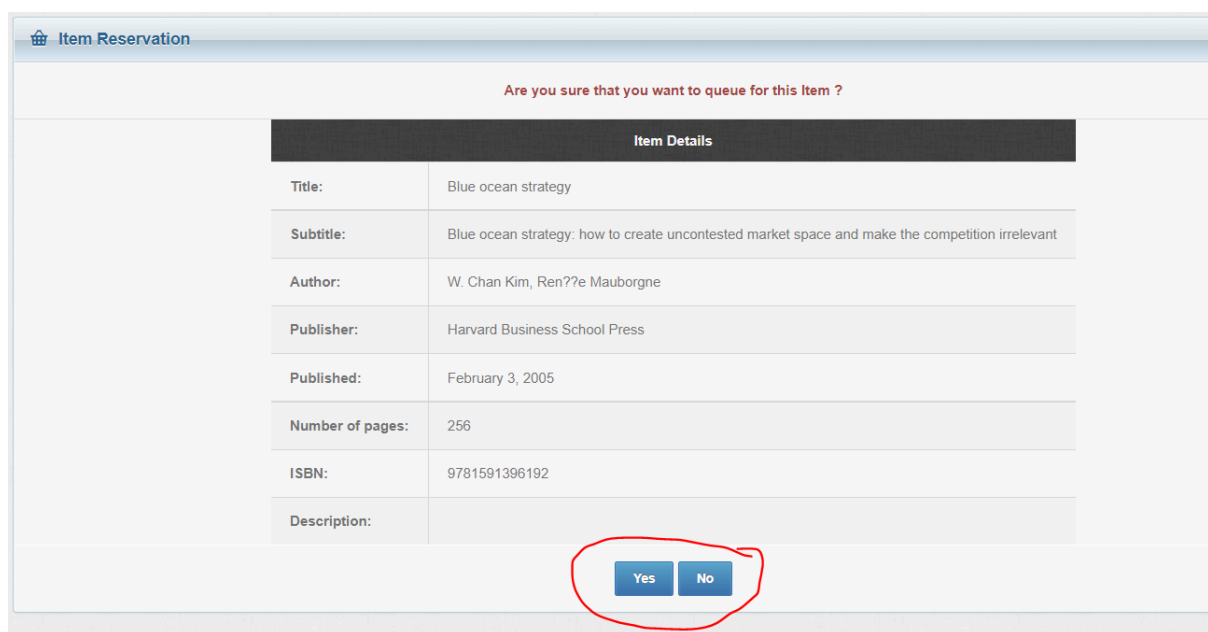 Item Reservation
Are you sure that you want to queue for this Item ?
Item Details
Title: Blue ocean strategy
Subtitle: Blue ocean strategy: how to create uncontested market space and make the competition irrelevant
Author: W. Chan Kim, Ren??e Mauborgne
Publisher: Harvard Business School Press
Published: February 3, 2005
Number of pages: 256
ISBN: 9781591396192
Description:
Yes No